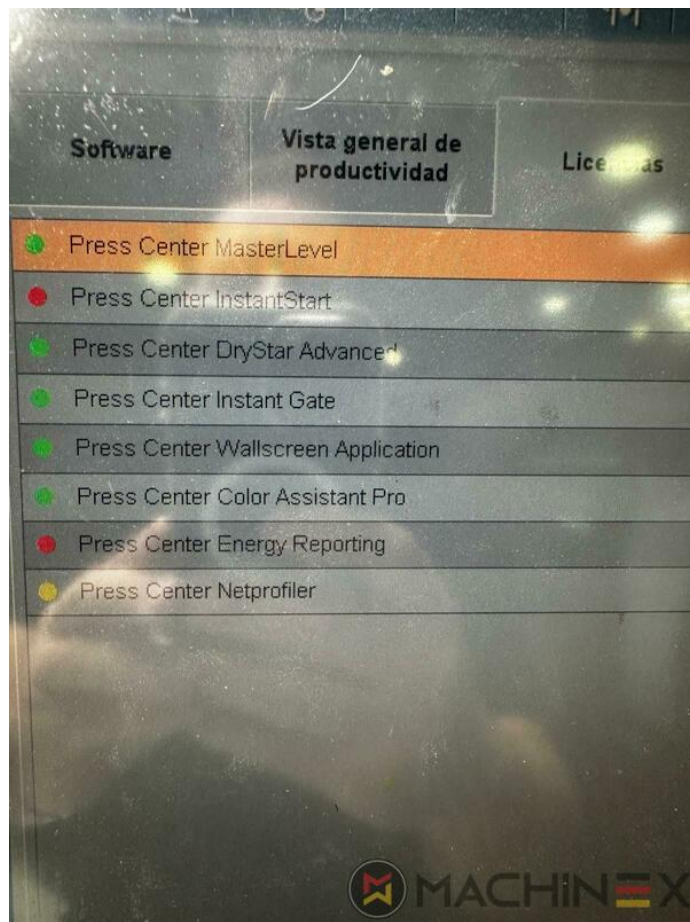 Software
Vista general de
productividad
Licencias
Press Center MasterLevel
Press Center InstantStart
Press Center DryStar Advanced
Press Center Instant Gate
Press Center Wallscreen Application
Press Center Color Assistant Pro
Press Center Energy Reporting
Press Center Netprofiler
MACHINEX